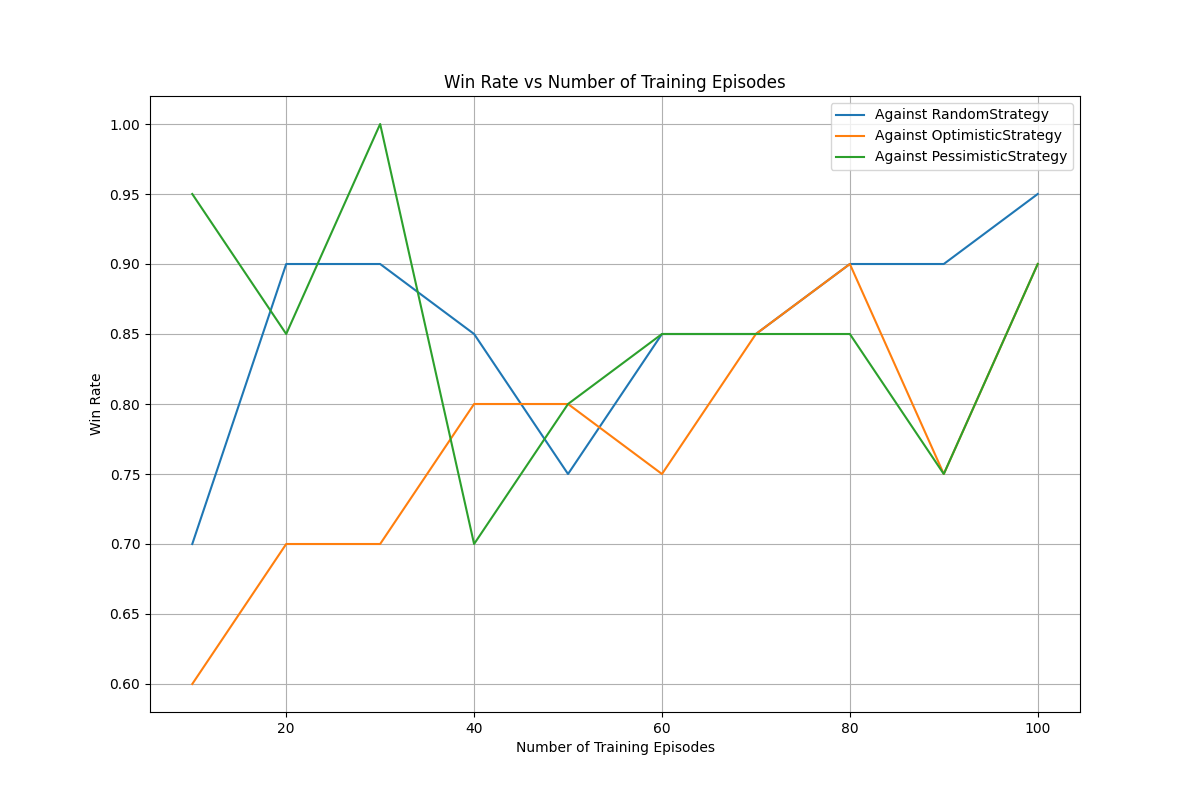 Win Rate vs Number of Training Episodes
Against RandomStrategy
Against OptimisticStrategy
Against PessimisticStrategy
Win Rate
1.00
0.95
0.90
0.85
0.80
0.75
0.70
0.65
0.60
20 40 60 80 100
Number of Training Episodes